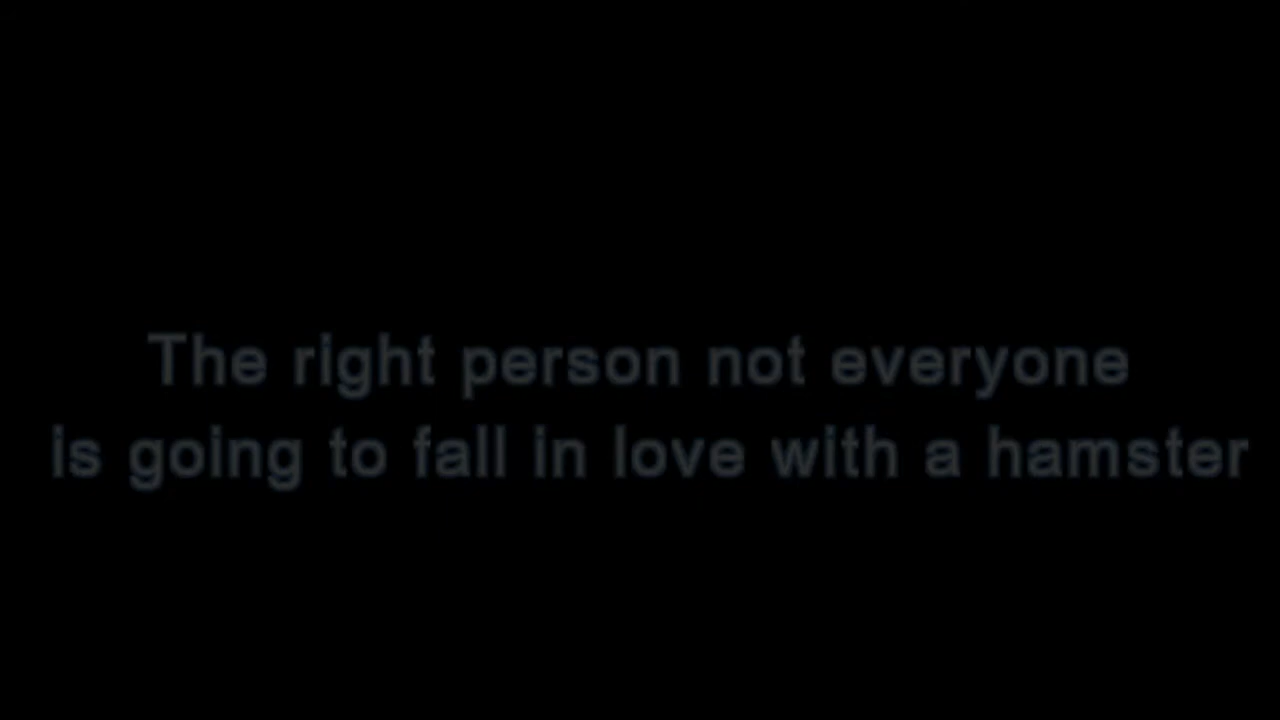 The right person not everyone
is going to fall in love with a hamster